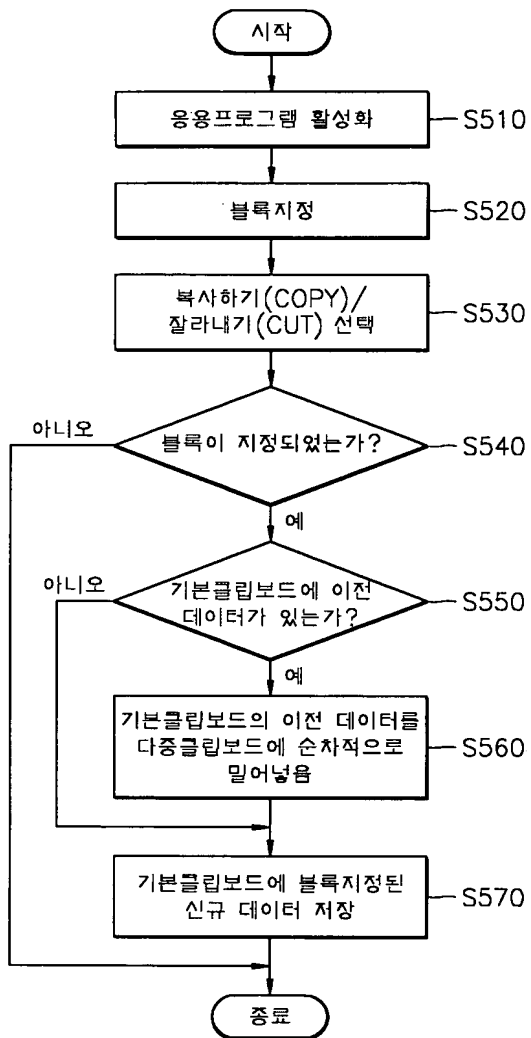 시작
응용프로그램 활성화
S510
블록지정
S520
복사하기(COPY)/
잘라내기(CUT) 선택
S530
아니오
블록이 지정되었는가?
S540
예
아니오
기본클립보드에 이전
데이터가 있는가?
S550
예
기본클립보드의 이전 데이터를
다중클립보드에 순차적으로
밀어넣음
S560
기본클립보드에 블록지정된
신규 데이터 저장
S570
종료